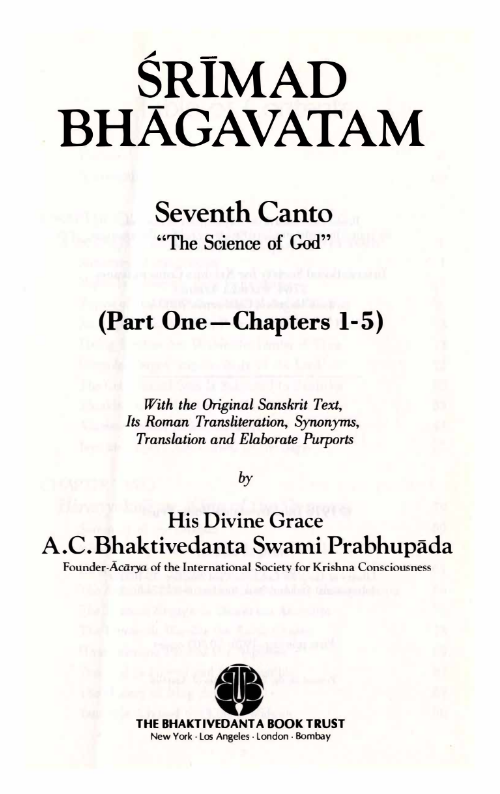 ŚRĪMAD
BHĀGAVATAM
Seventh Canto
“The Science of God”
(Part One—Chapters 1-5)
With the Original Sanskrit Text,
Its Roman Transliteration, Synonyms,
Translation and Elaborate Purports
by
His Divine Grace
A.C. Bhaktivedanta Swami Prabhupāda
Founder-Ācārya of the International Society for Krishna Consciousness
BBT
THE BHAKTIVEDANTA BOOK TRUST
New York · Los Angeles · London · Bombay